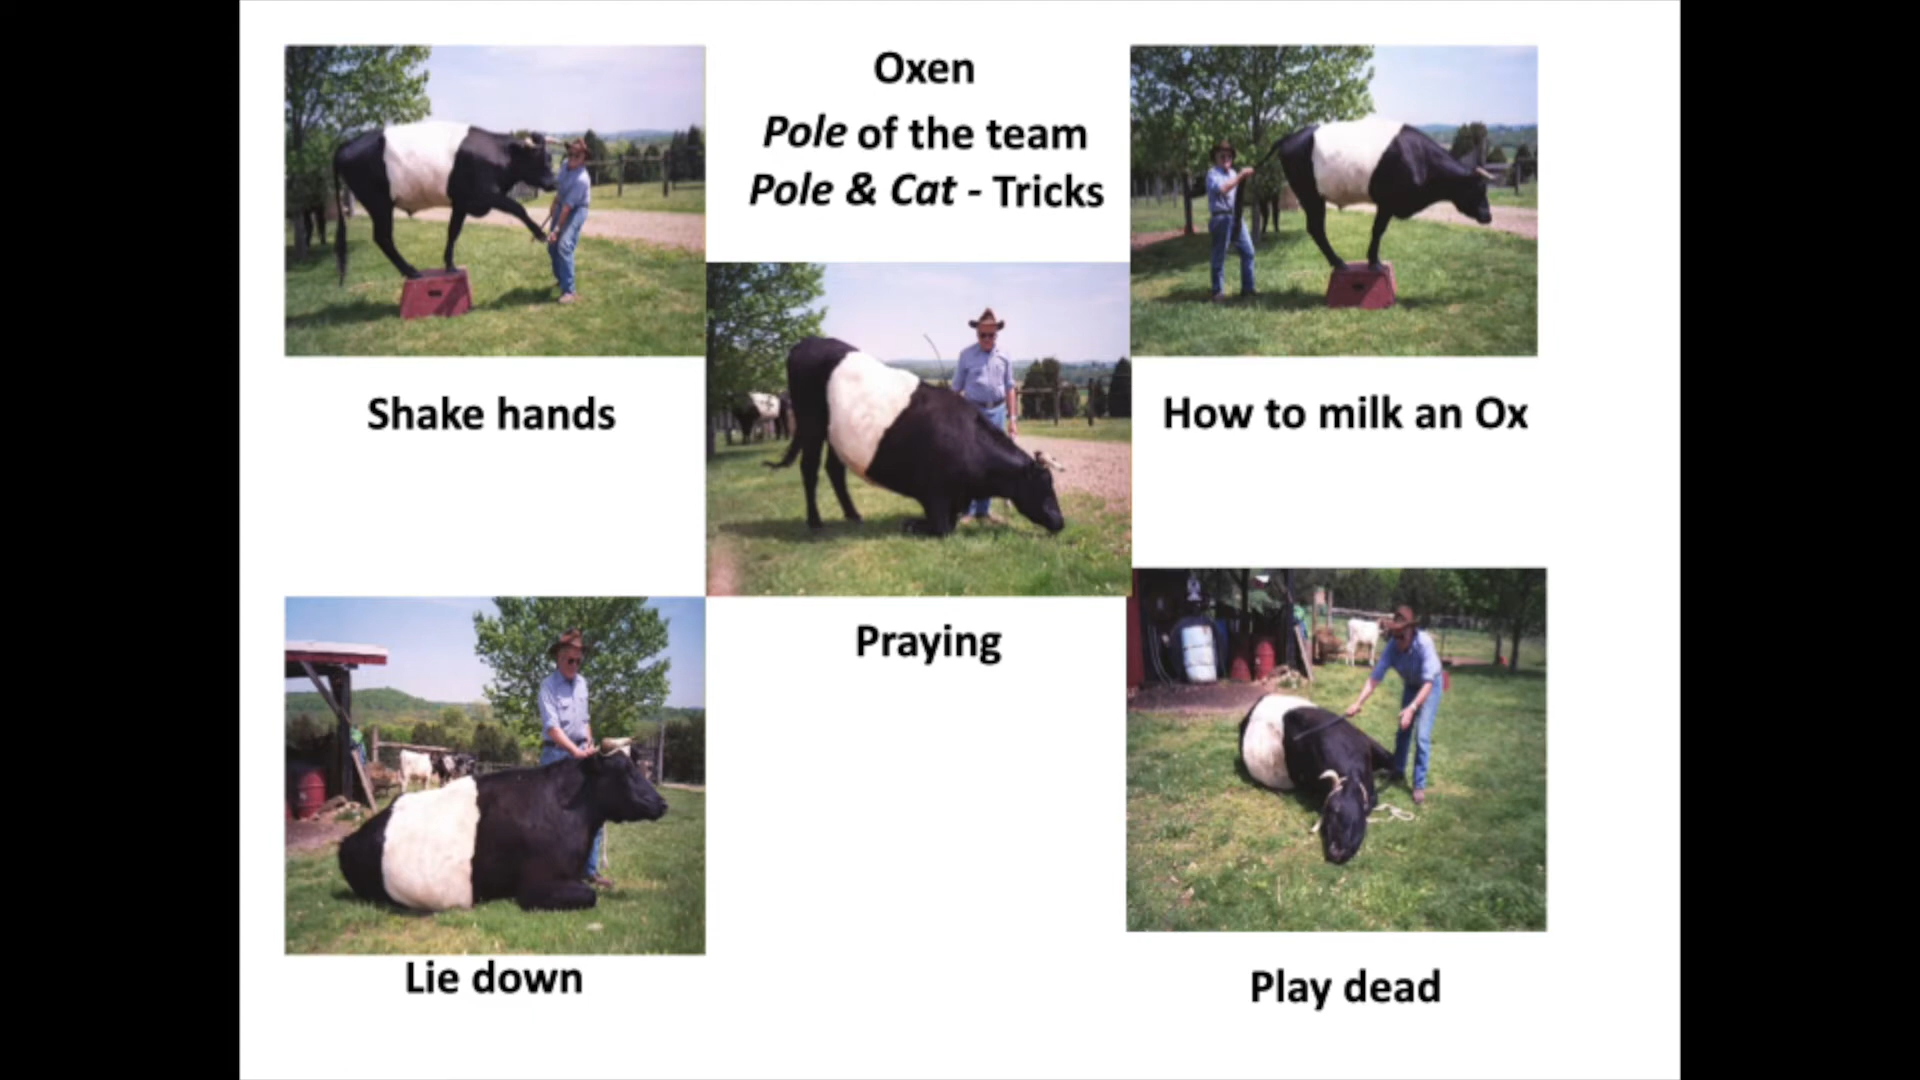 Oxen
Pole of the team
Pole & Cat - Tricks
Shake hands
How to milk an Ox
Praying
Lie down
Play dead